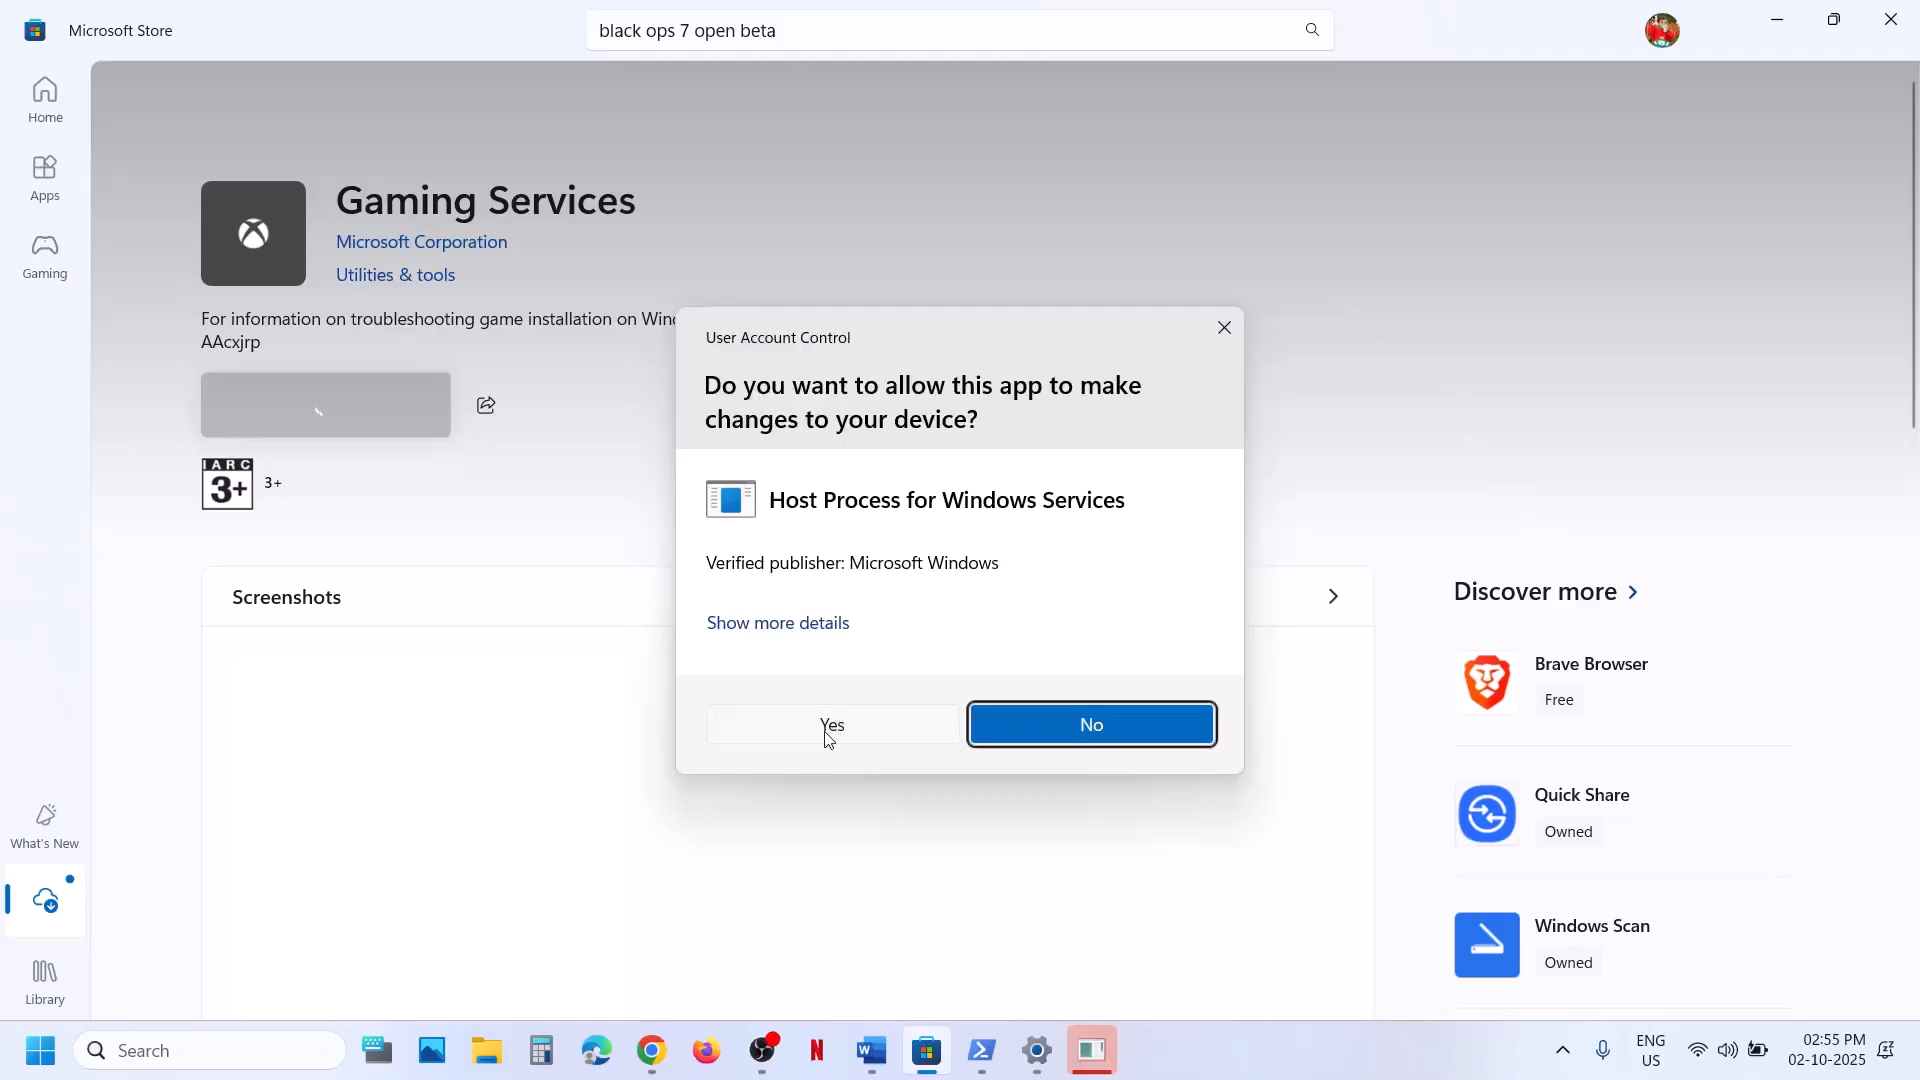 Microsoft Store
black ops 7 open beta
Home
Apps
Gaming
Gaming Services
Microsoft Corporation
Utilities & tools
For information on troubleshooting game installation on
AAcxjrp
IARC
3+
3+
Screenshots
User Account Control
Do you want to allow this app to make
changes to your device?
Host Process for Windows Services
Verified publisher: Microsoft Windows
Show more details
Yes
No
Discover more
Brave Browser
Free
Quick Share
Owned
Windows Scan
Owned
What's New
Library
Search
N
W
ENG
US
02:55 PM
02-10-2025